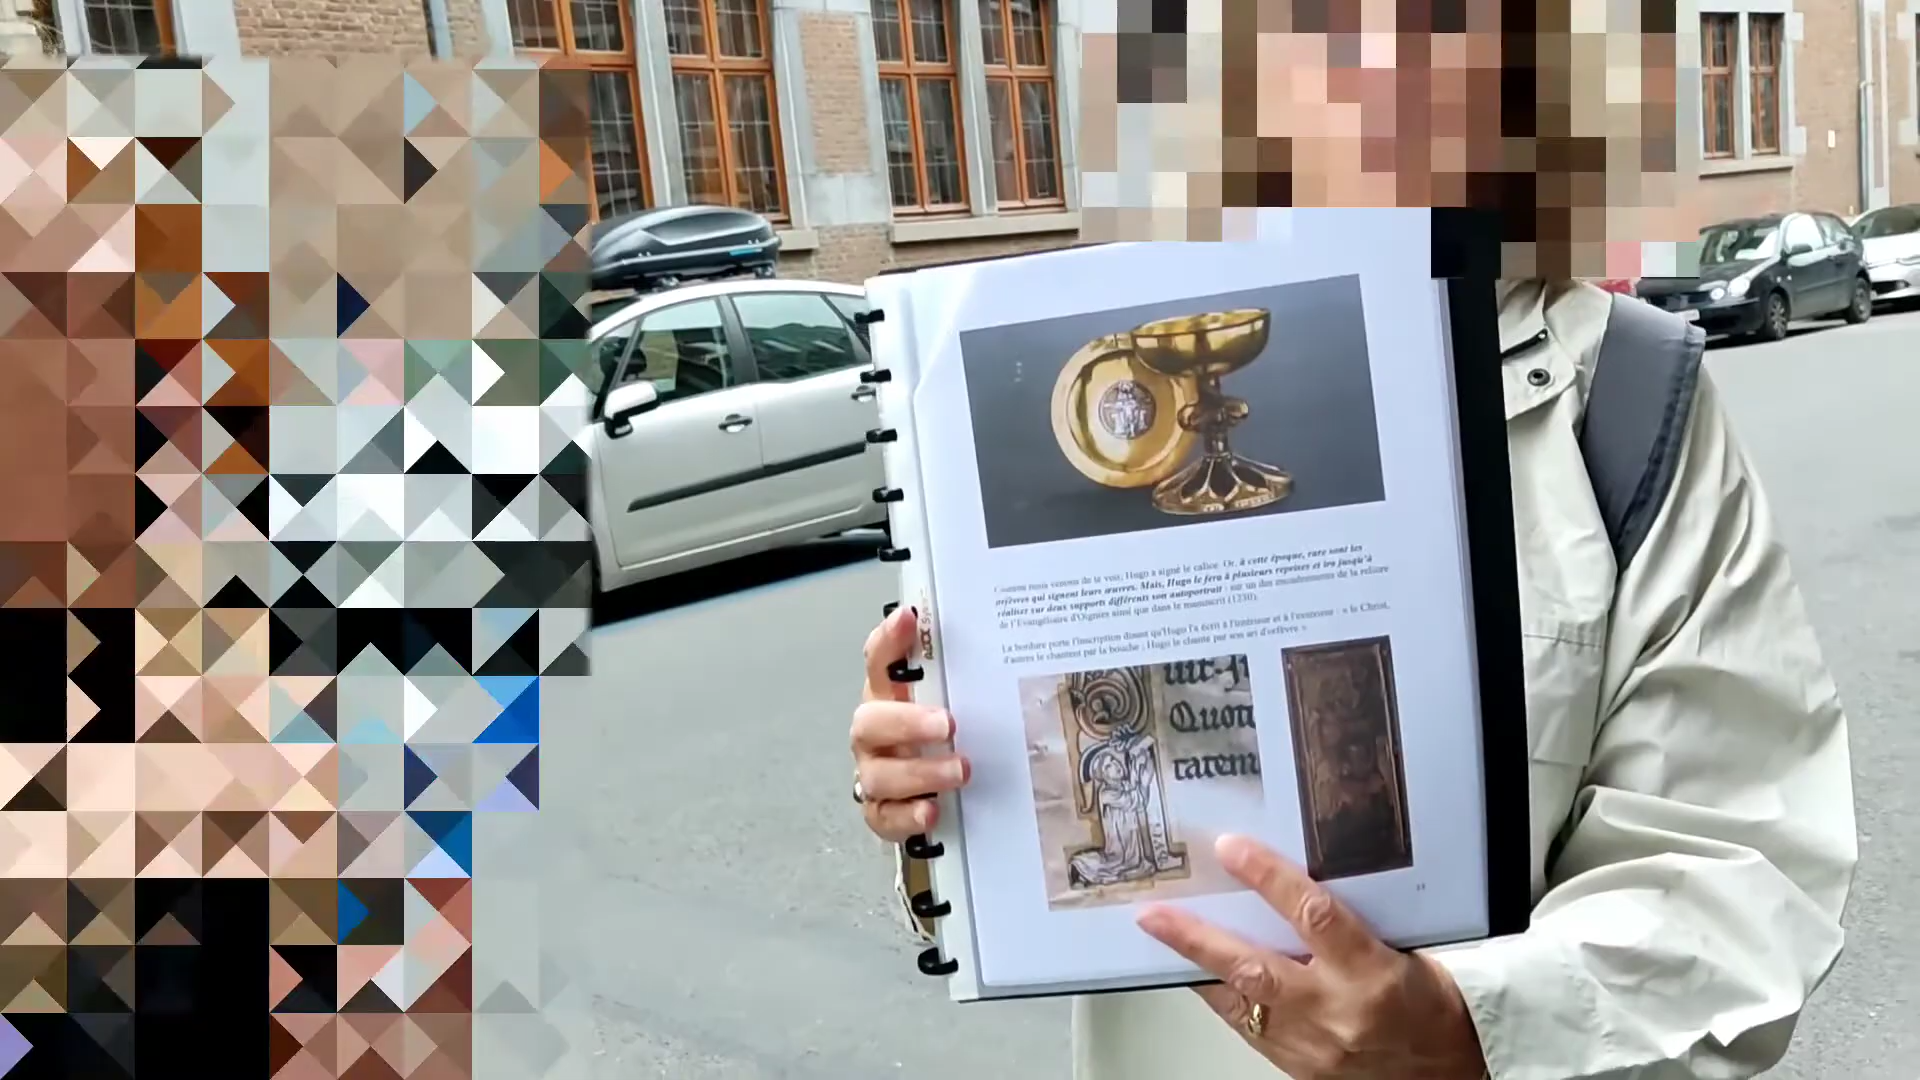 Comme nous venons de le voir, Hugo a signé le calice. Or, à cette époque, rare sont les
orfèvres qui signent leurs œuvres. Mais, Hugo le fera à plusieurs reprises et ira jusqu'à
réaliser sur deux supports différents son autoportrait : sur un des encadrements de la reliure
de l'Evangéliaire d'Oignies ainsi que dans le manuscrit (1230).
La bordure porte l'inscription disant qu'Hugo l'a écrit à l'intérieur et à l'extérieur : « le Christ,
d'autres le chantent par la bouche ; Hugo le chante par son art d'orfèvre »
Quon
ratem